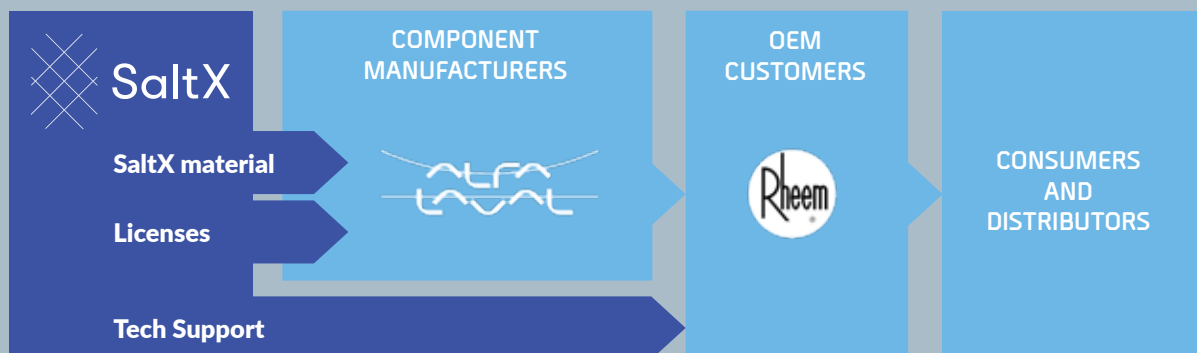 SaltX
SaltX material
Licenses
Tech Support
COMPONENT
MANUFACTURERS
ALFA
LAVAL
OEM
CUSTOMERS
Rheem
®
CONSUMERS
AND
DISTRIBUTORS